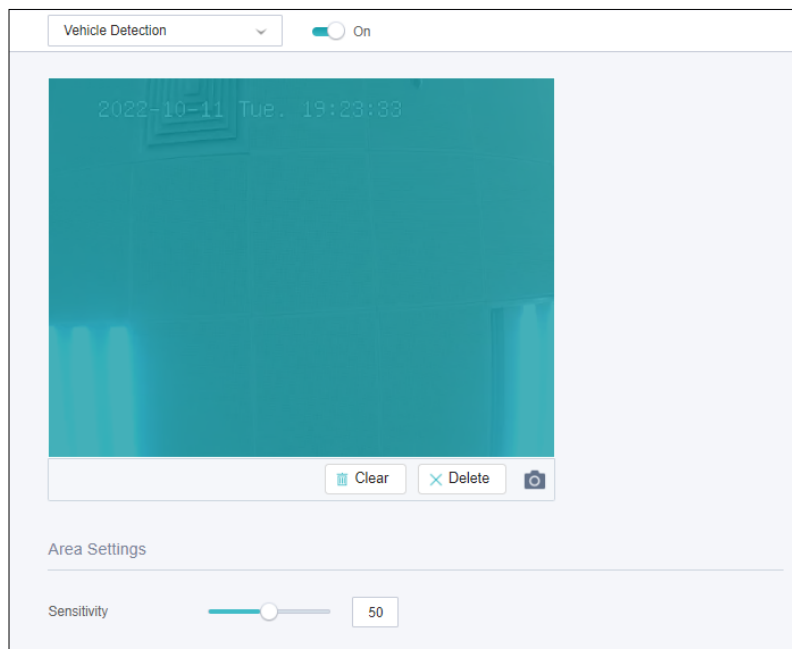 Vehicle Detection On
2022-10-11 Tue. 19:23:33
Clear Delete
Area Settings
Sensitivity 50